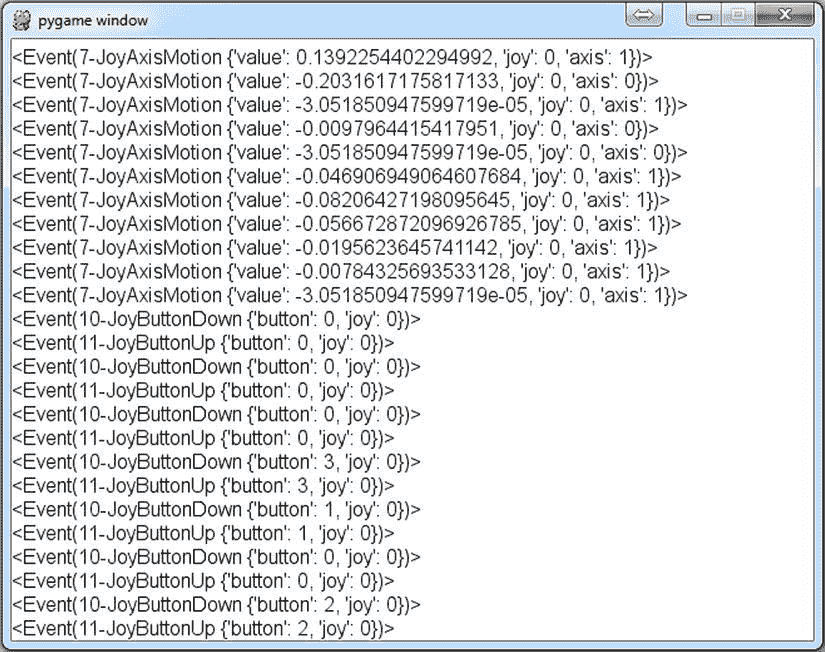 pygame window
<Event(7-JoyAxisMotion {'value': 0.1392254402294992, 'joy': 0, 'axis': 1})>
<Event(7-JoyAxisMotion {'value': -0.2031617175817133, 'joy': 0, 'axis': 0})>
<Event(7-JoyAxisMotion {'value': -3.051850947599719e-05, 'joy': 0, 'axis': 1})>
<Event(7-JoyAxisMotion {'value': -0.0097964415417951, 'joy': 0, 'axis': 0})>
<Event(7-JoyAxisMotion {'value': -3.051850947599719e-05, 'joy': 0, 'axis': 0})>
<Event(7-JoyAxisMotion {'value': -0.046906949064607684, 'joy': 0, 'axis': 1})>
<Event(7-JoyAxisMotion {'value': -0.08206427198095645, 'joy': 0, 'axis': 1})>
<Event(7-JoyAxisMotion {'value': -0.056672872096926785, 'joy': 0, 'axis': 1})>
<Event(7-JoyAxisMotion {'value': -0.0195623645741142, 'joy': 0, 'axis': 1})>
<Event(7-JoyAxisMotion {'value': -0.00784325693533128, 'joy': 0, 'axis': 1})>
<Event(7-JoyAxisMotion {'value': -3.051850947599719e-05, 'joy': 0, 'axis': 1})>
<Event(10-JoyButtonDown {'button': 0, 'joy': 0})>
<Event(11-JoyButtonUp {'button': 0, 'joy': 0})>
<Event(10-JoyButtonDown {'button': 0, 'joy': 0})>
<Event(11-JoyButtonUp {'button': 0, 'joy': 0})>
<Event(10-JoyButtonDown {'button': 0, 'joy': 0})>
<Event(11-JoyButtonUp {'button': 0, 'joy': 0})>
<Event(10-JoyButtonDown {'button': 3, 'joy': 0})>
<Event(11-JoyButtonUp {'button': 3, 'joy': 0})>
<Event(10-JoyButtonDown {'button': 1, 'joy': 0})>
<Event(11-JoyButtonUp {'button': 1, 'joy': 0})>
<Event(10-JoyButtonDown {'button': 0, 'joy': 0})>
<Event(11-JoyButtonUp {'button': 0, 'joy': 0})>
<Event(10-JoyButtonDown {'button': 2, 'joy': 0})>
<Event(11-JoyButtonUp {'button': 2, 'joy': 0})>